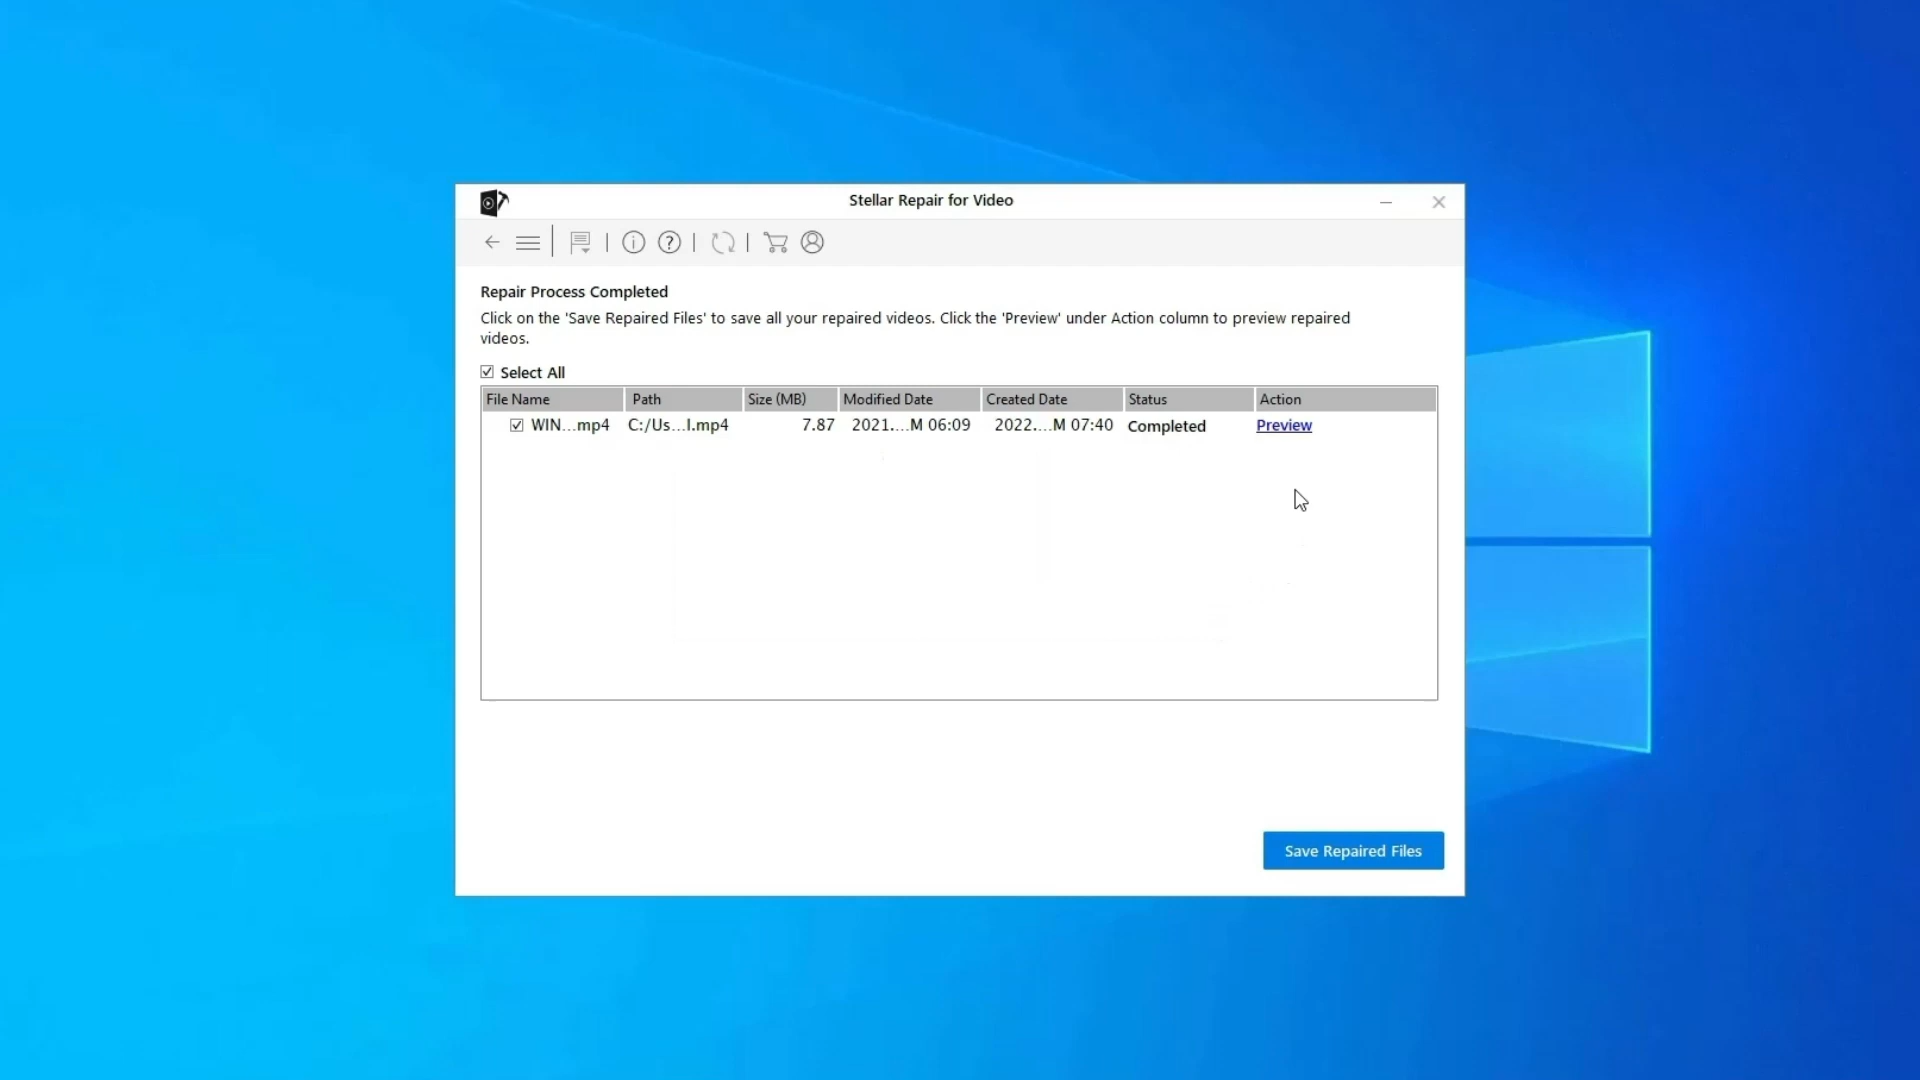 Stellar Repair for Video
Repair Process Completed
Click on the 'Save Repaired Files' to save all your repaired videos. Click the 'Preview' under Action column to preview repaired
videos.
Select All
File Name Path Size (MB) Modified Date Created Date Status Action
WIN...mp4 C:/Us...I.mp4 7.87 2021....M 06:09 2022....M 07:40 Completed Preview
Save Repaired Files